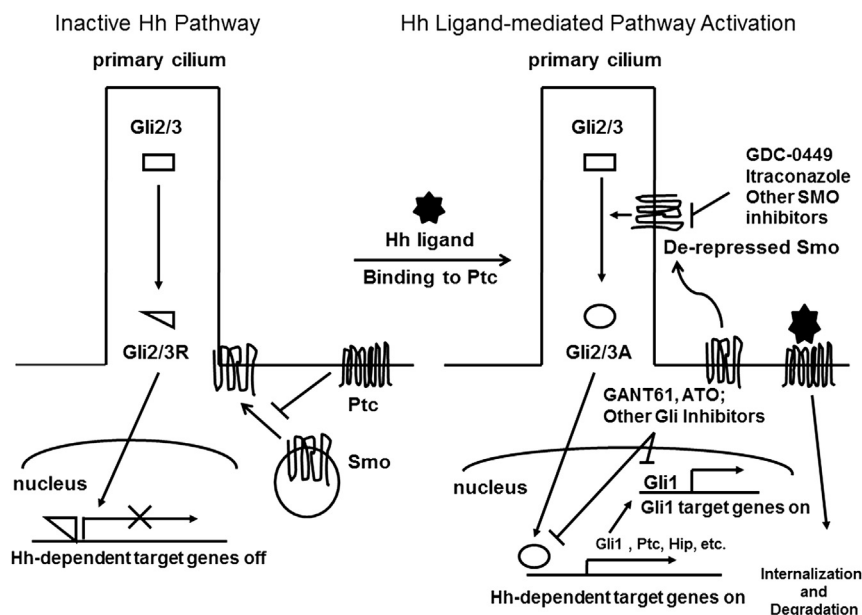 Inactive Hh Pathway
primary cilium
Gli2/3
Gli2/3R
Ptc
Smo
nucleus
Hh-dependent target genes off
Hh ligand
Binding to Ptc
Hh Ligand-mediated Pathway Activation
primary cilium
Gli2/3
GDC-0449
Itraconazole
Other SMO
inhibitors
De-repressed Smo
Gli2/3A
GANT61, ATO;
Other Gli Inhibitors
nucleus
Gli1
Gli1 target genes on
Gli1 , Ptc, Hip, etc.
Hh-dependent target genes on
Internalization
and
Degradation